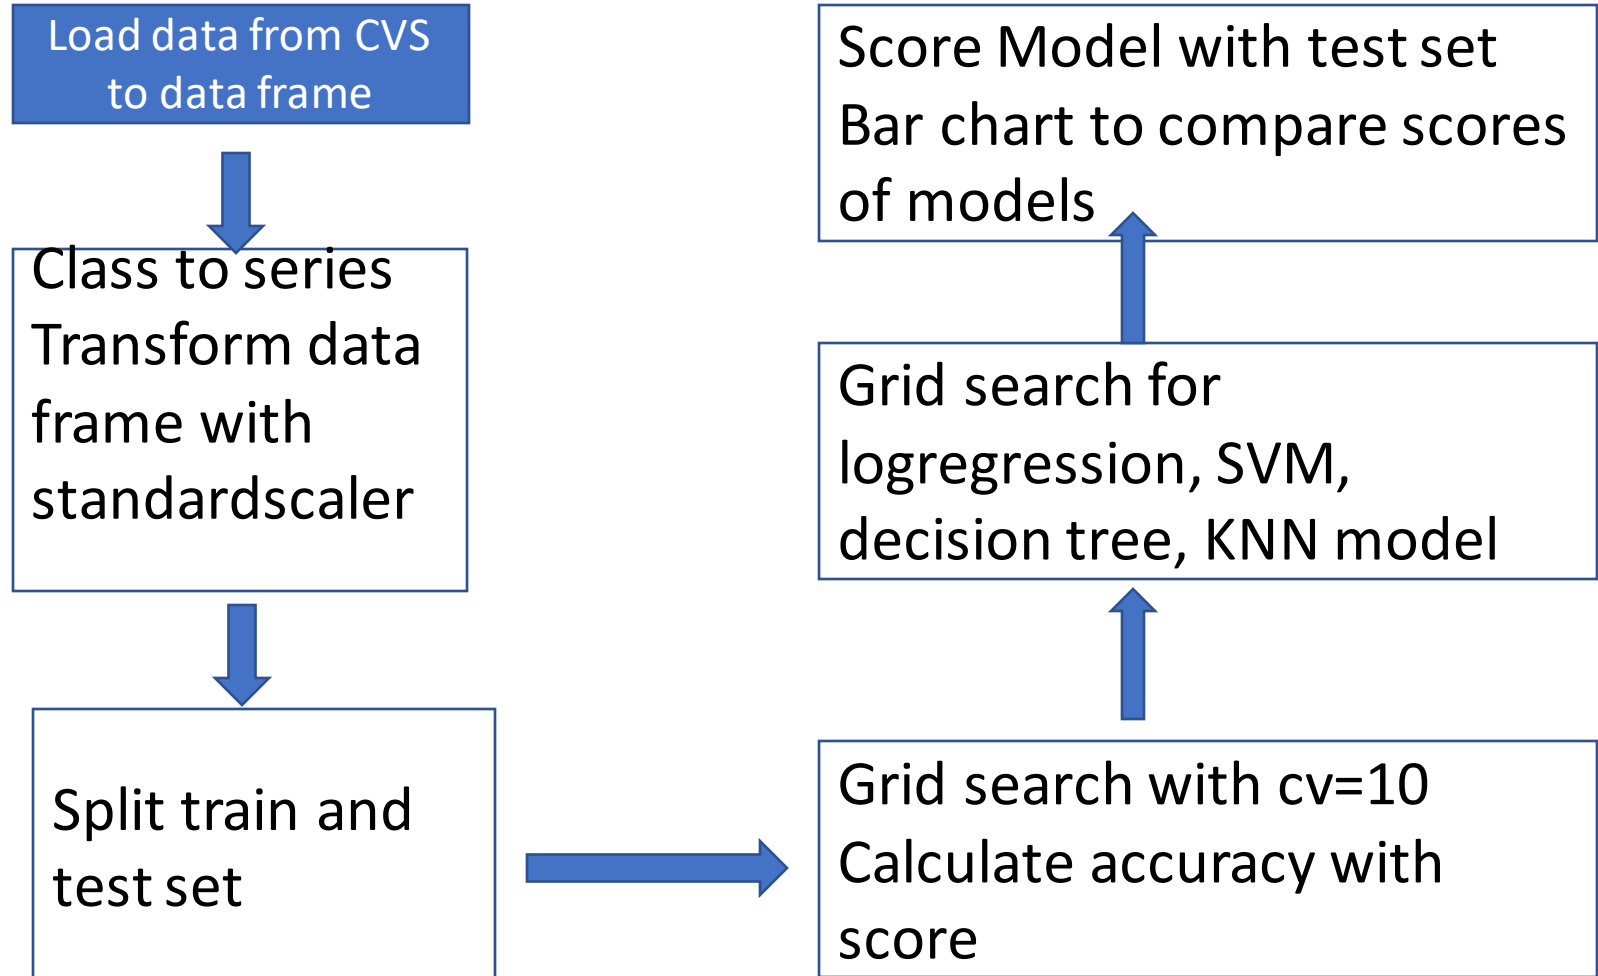 Load data from CVS
to data frame
Class to series
Transform data
frame with
standardscaler
Split train and
test set
Grid search with cv=10
Calculate accuracy with
score
Grid search for
logregression, SVM,
decision tree, KNN model
Score Model with test set
Bar chart to compare scores
of models